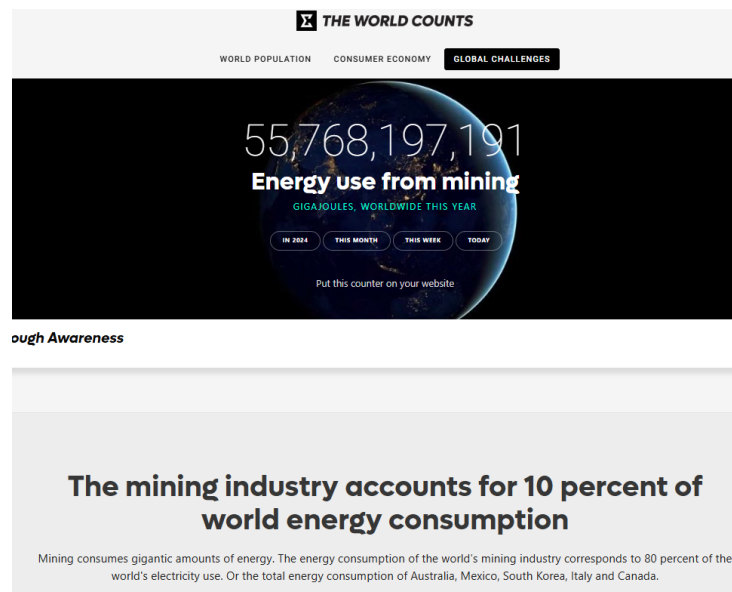 THE WORLD COUNTS
WORLD POPULATION CONSUMER ECONOMY GLOBAL CHALLENGES
55,768,197,191
Energy use from mining
GIGAJOULES, WORLDWIDE THIS YEAR
IN 2024 THIS MONTH THIS WEEK TODAY
Put this counter on your website
ough Awareness
The mining industry accounts for 10 percent of
world energy consumption
Mining consumes gigantic amounts of energy. The energy consumption of the world's mining industry corresponds to 80 percent of the
world's electricity use. Or the total energy consumption of Australia, Mexico, South Korea, Italy and Canada.